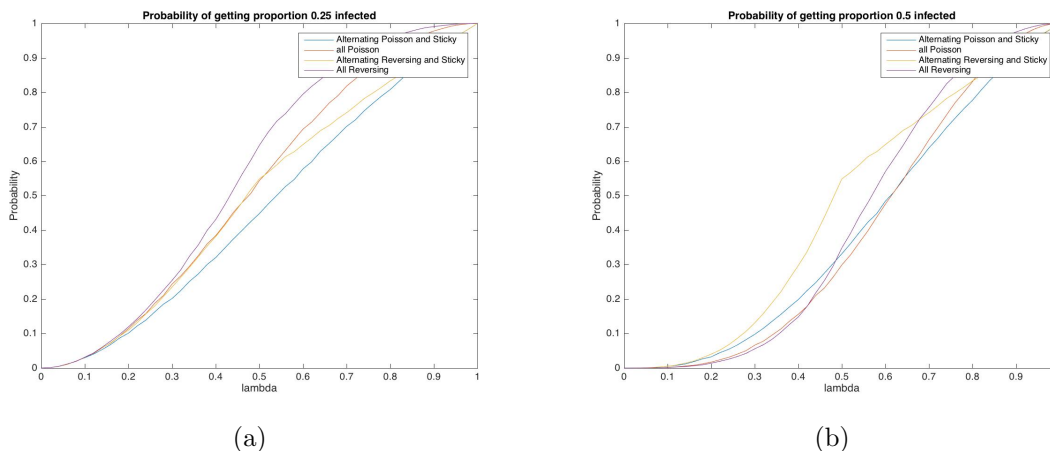 Probability of getting proportion 0.25 infected
Alternating Poisson and Sticky
all Poisson
Alternating Reversing and Sticky
All Reversing
1
0.9
0.8
0.7
0.6
0.5
0.4
0.3
0.2
0.1
0
Probability
0 0.1 0.2 0.3 0.4 0.5 0.6 0.7 0.8 0.9 1
lambda
(a)
Probability of getting proportion 0.5 infected
Alternating Poisson and Sticky
all Poisson
Alternating Reversing and Sticky
All Reversing
1
0.9
0.8
0.7
0.6
0.5
0.4
0.3
0.2
0.1
0
Probability
0 0.1 0.2 0.3 0.4 0.5 0.6 0.7 0.8 0.9
lambda
(b)